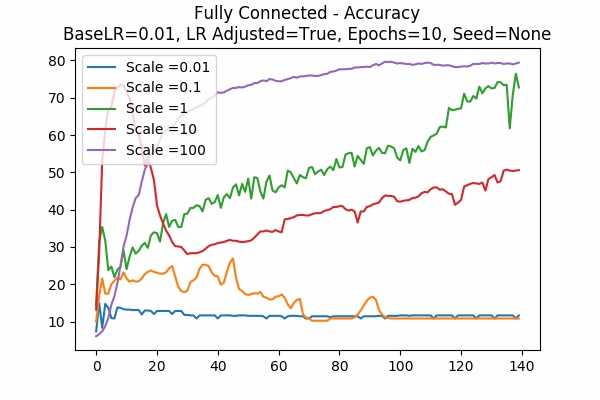 Fully Connected - Accuracy
BaseLR=0.01, LR Adjusted=True, Epochs=10, Seed=None
Scale =0.01
Scale =0.1
Scale =1
Scale =10
Scale =100
80
70
60
50
40
30
20
10
0 20 40 60 80 100 120 140